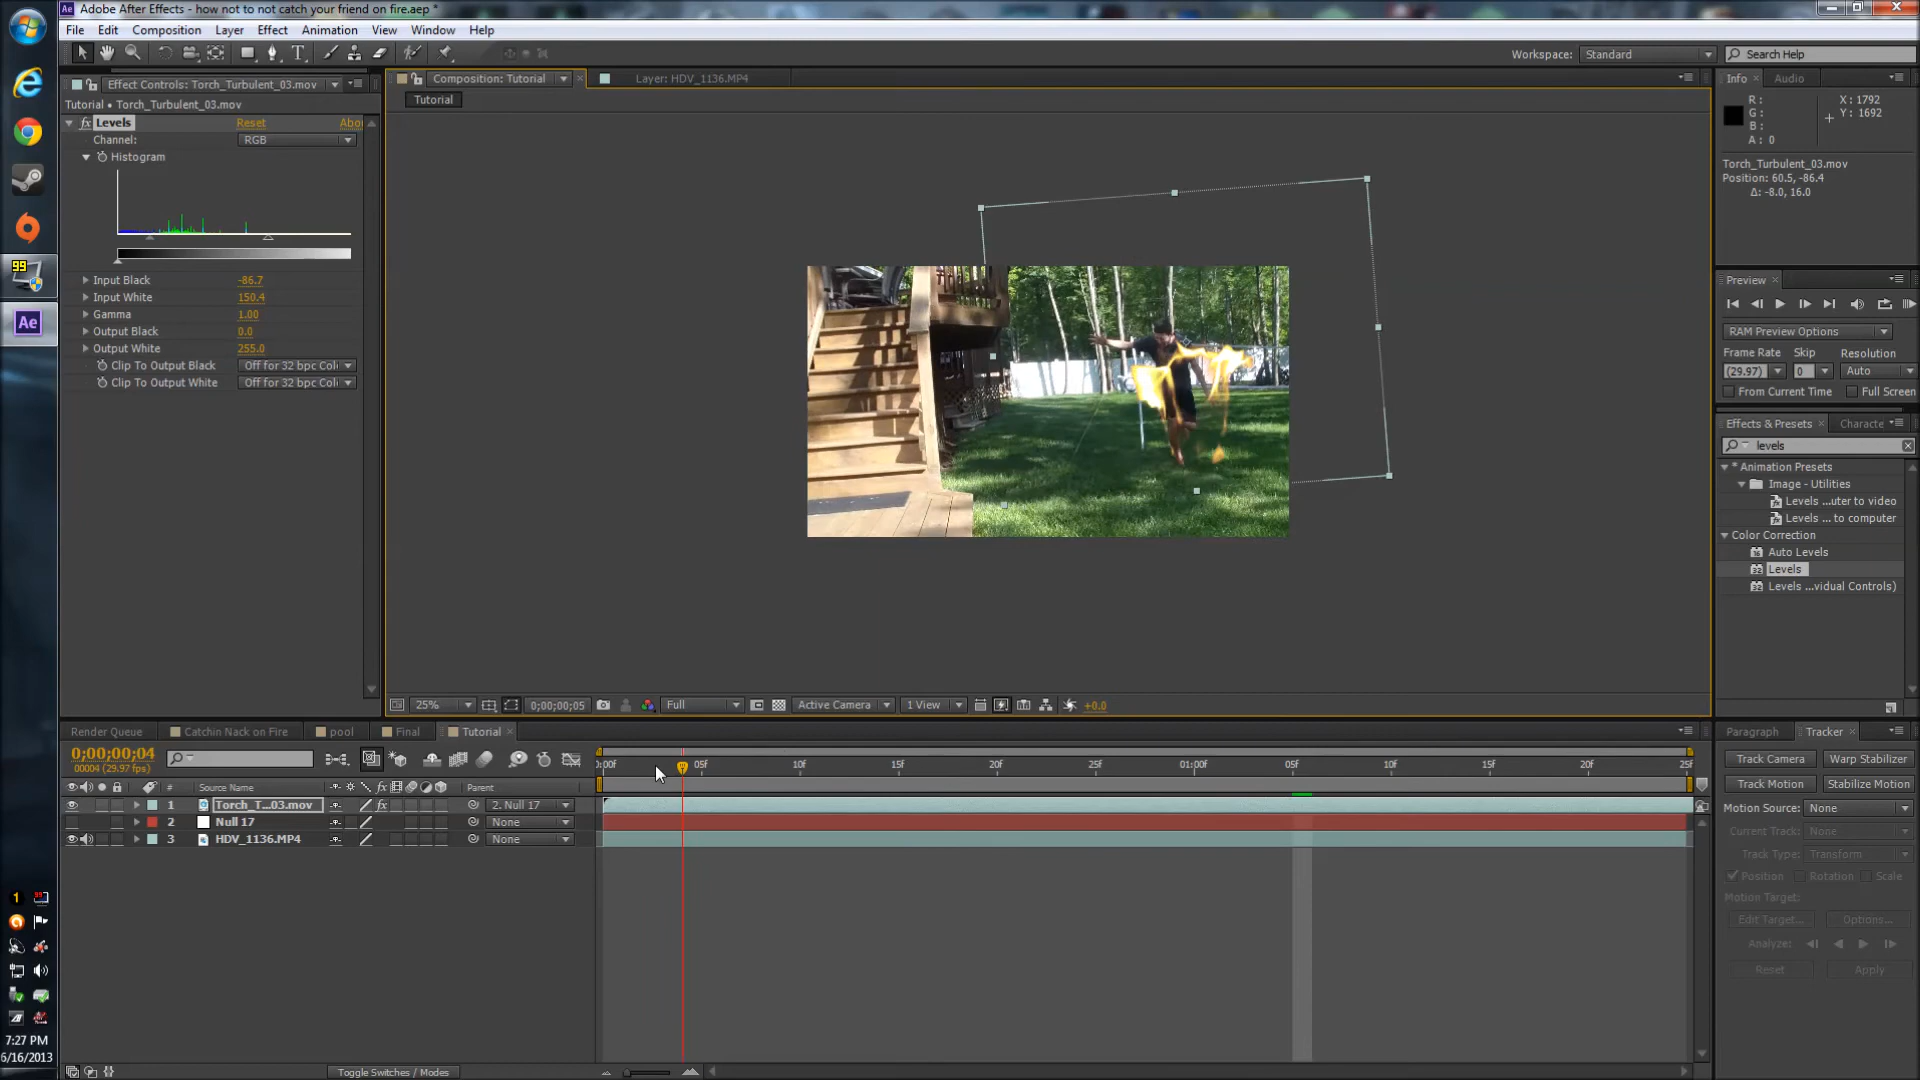 Adobe After Effects - how not to not catch your friend on fire.aep *
File Edit Composition Layer Effect Animation View Window Help
Workspace: Standard Search Help
Effect Controls: Torch_Turbulent_03.mov
Tutorial • Torch_Turbulent_03.mov
fx Levels Reset Abo
Channel: RGB
Histogram
Input Black -86.7
Input White 150.4
Gamma 1.00
Output Black 0.0
Output White 255.0
Clip To Output Black Off for 32 bpc Col
Clip To Output White Off for 32 bpc Col
Composition: Tutorial Layer: HDV_1136.MP4
Tutorial
25% 0;00;00;05 Full Active Camera 1 View +0.0
Info Audio
R: X: 1792
G: Y: 1692
B:
A: 0
Torch_Turbulent_03.mov
Position: 60.5, -86.4
Δ: -8.0, 16.0
Preview
RAM Preview Options
Frame Rate Skip Resolution
(29.97) 0 Auto
From Current Time Full Screen
Effects & Presets Characte
levels
* Animation Presets
Image - Utilities
Levels ...uter to video
Levels ... to computer
Color Correction
Auto Levels
Levels
Levels ...vidual Controls)
Render Queue Catchin Nack on Fire pool Final Tutorial
0;00;00;04
00004 (29.97 fps)
# Source Name fx Parent
1 Torch_T...03.mov fx 2. Null 17
2 Null 17 None
3 HDV_1136.MP4 None
0:00f 05f 10f 15f 20f 25f 01:00f 05f 10f 15f 20f 25f
Toggle Switches / Modes
Paragraph Tracker
Track Camera Warp Stabilizer
Track Motion Stabilize Motion
Motion Source: None
Current Track: None
Track Type: Transform
Position Rotation Scale
Motion Target:
Edit Target... Options...
Analyze:
Reset Apply
99
Ae
7:27 PM
6/16/2013